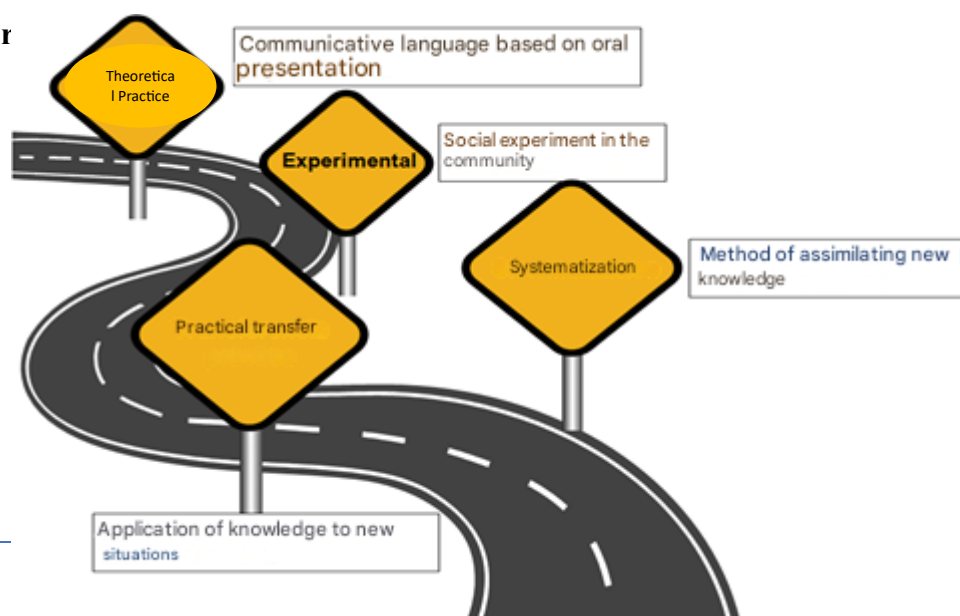 r
Theoretica
l Practice
Communicative language based on oral
presentation
Experimental
Social experiment in the
community
Systematization
Method of assimilating new
knowledge
Practical transfer
Application of knowledge to new
situations